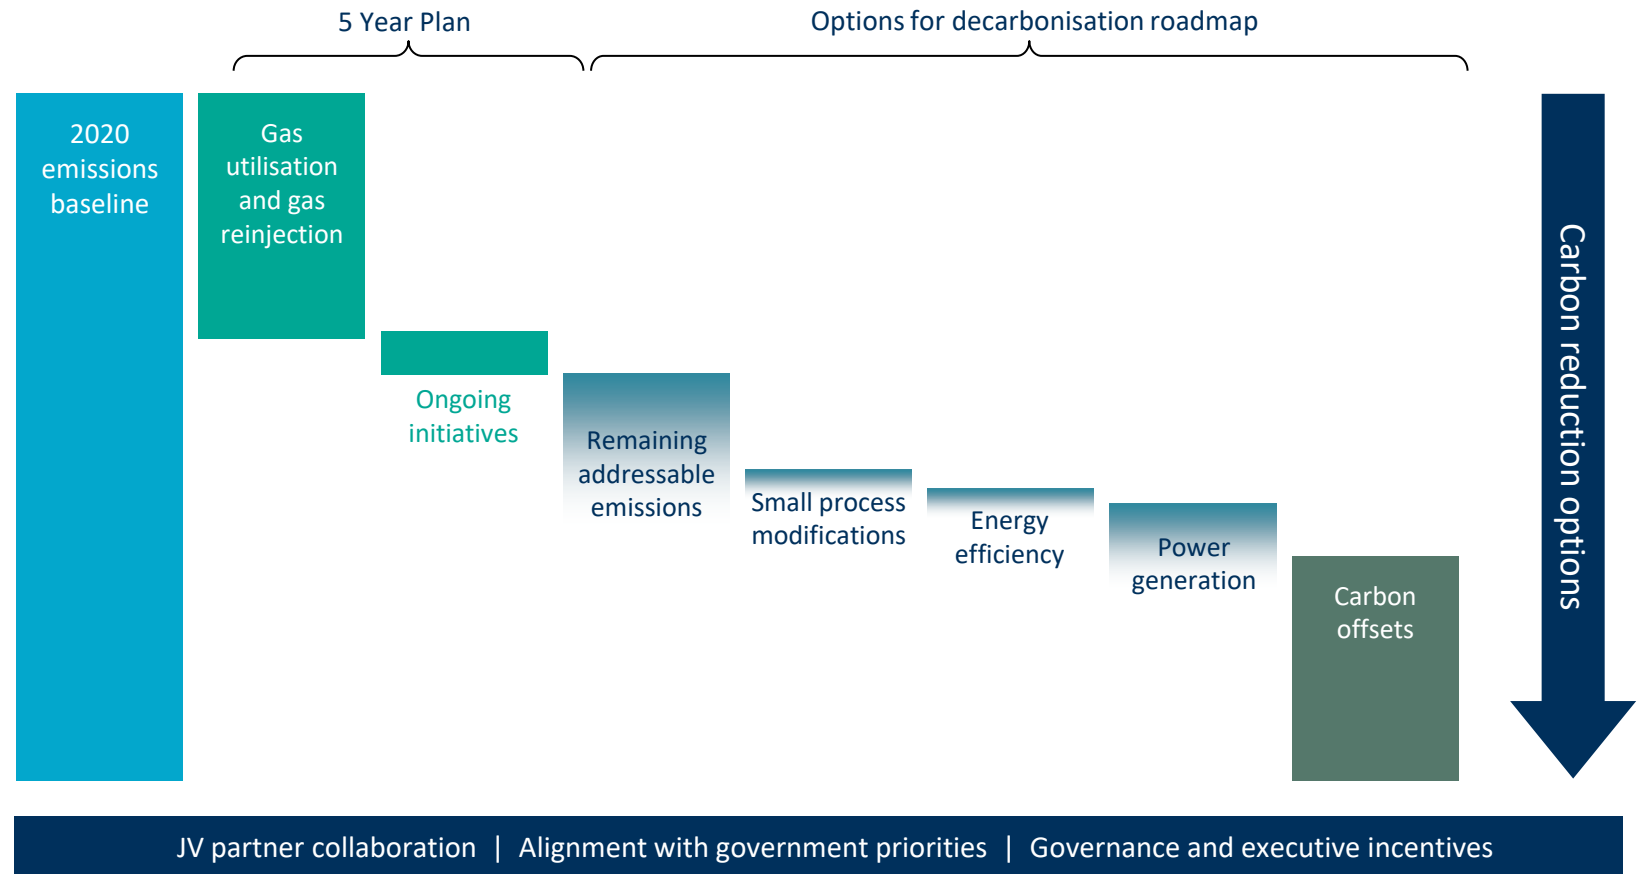 5 Year Plan
Options for decarbonisation roadmap
2020
emissions
baseline
Gas
utilisation
and gas
reinjection
Ongoing
initiatives
Remaining
addressable
emissions
Small process
modifications
Energy
efficiency
Power
generation
Carbon
offsets
Carbon reduction options
JV partner collaboration | Alignment with government priorities | Governance and executive incentives